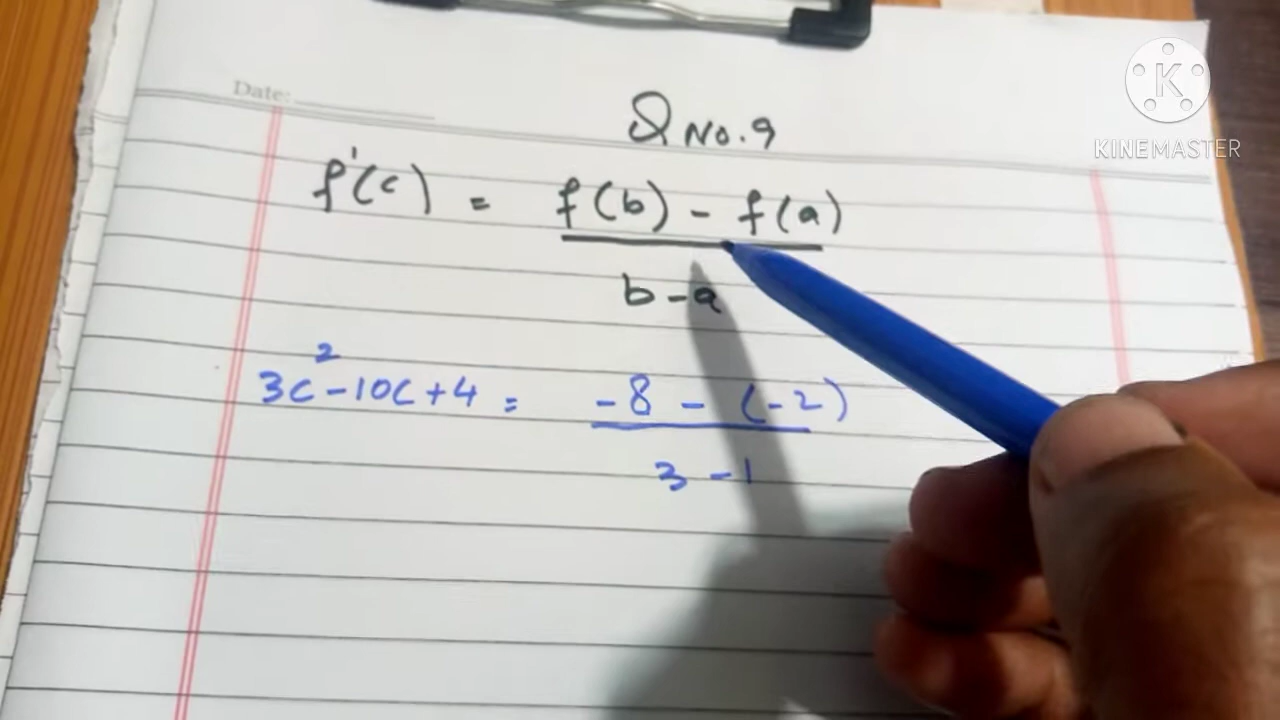 Date:
Q No. 9
K
KINEMASTER
f'(c) = f(b) - f(a)
b - a
3c² - 10c + 4 = -8 - (-2)
3 - 1